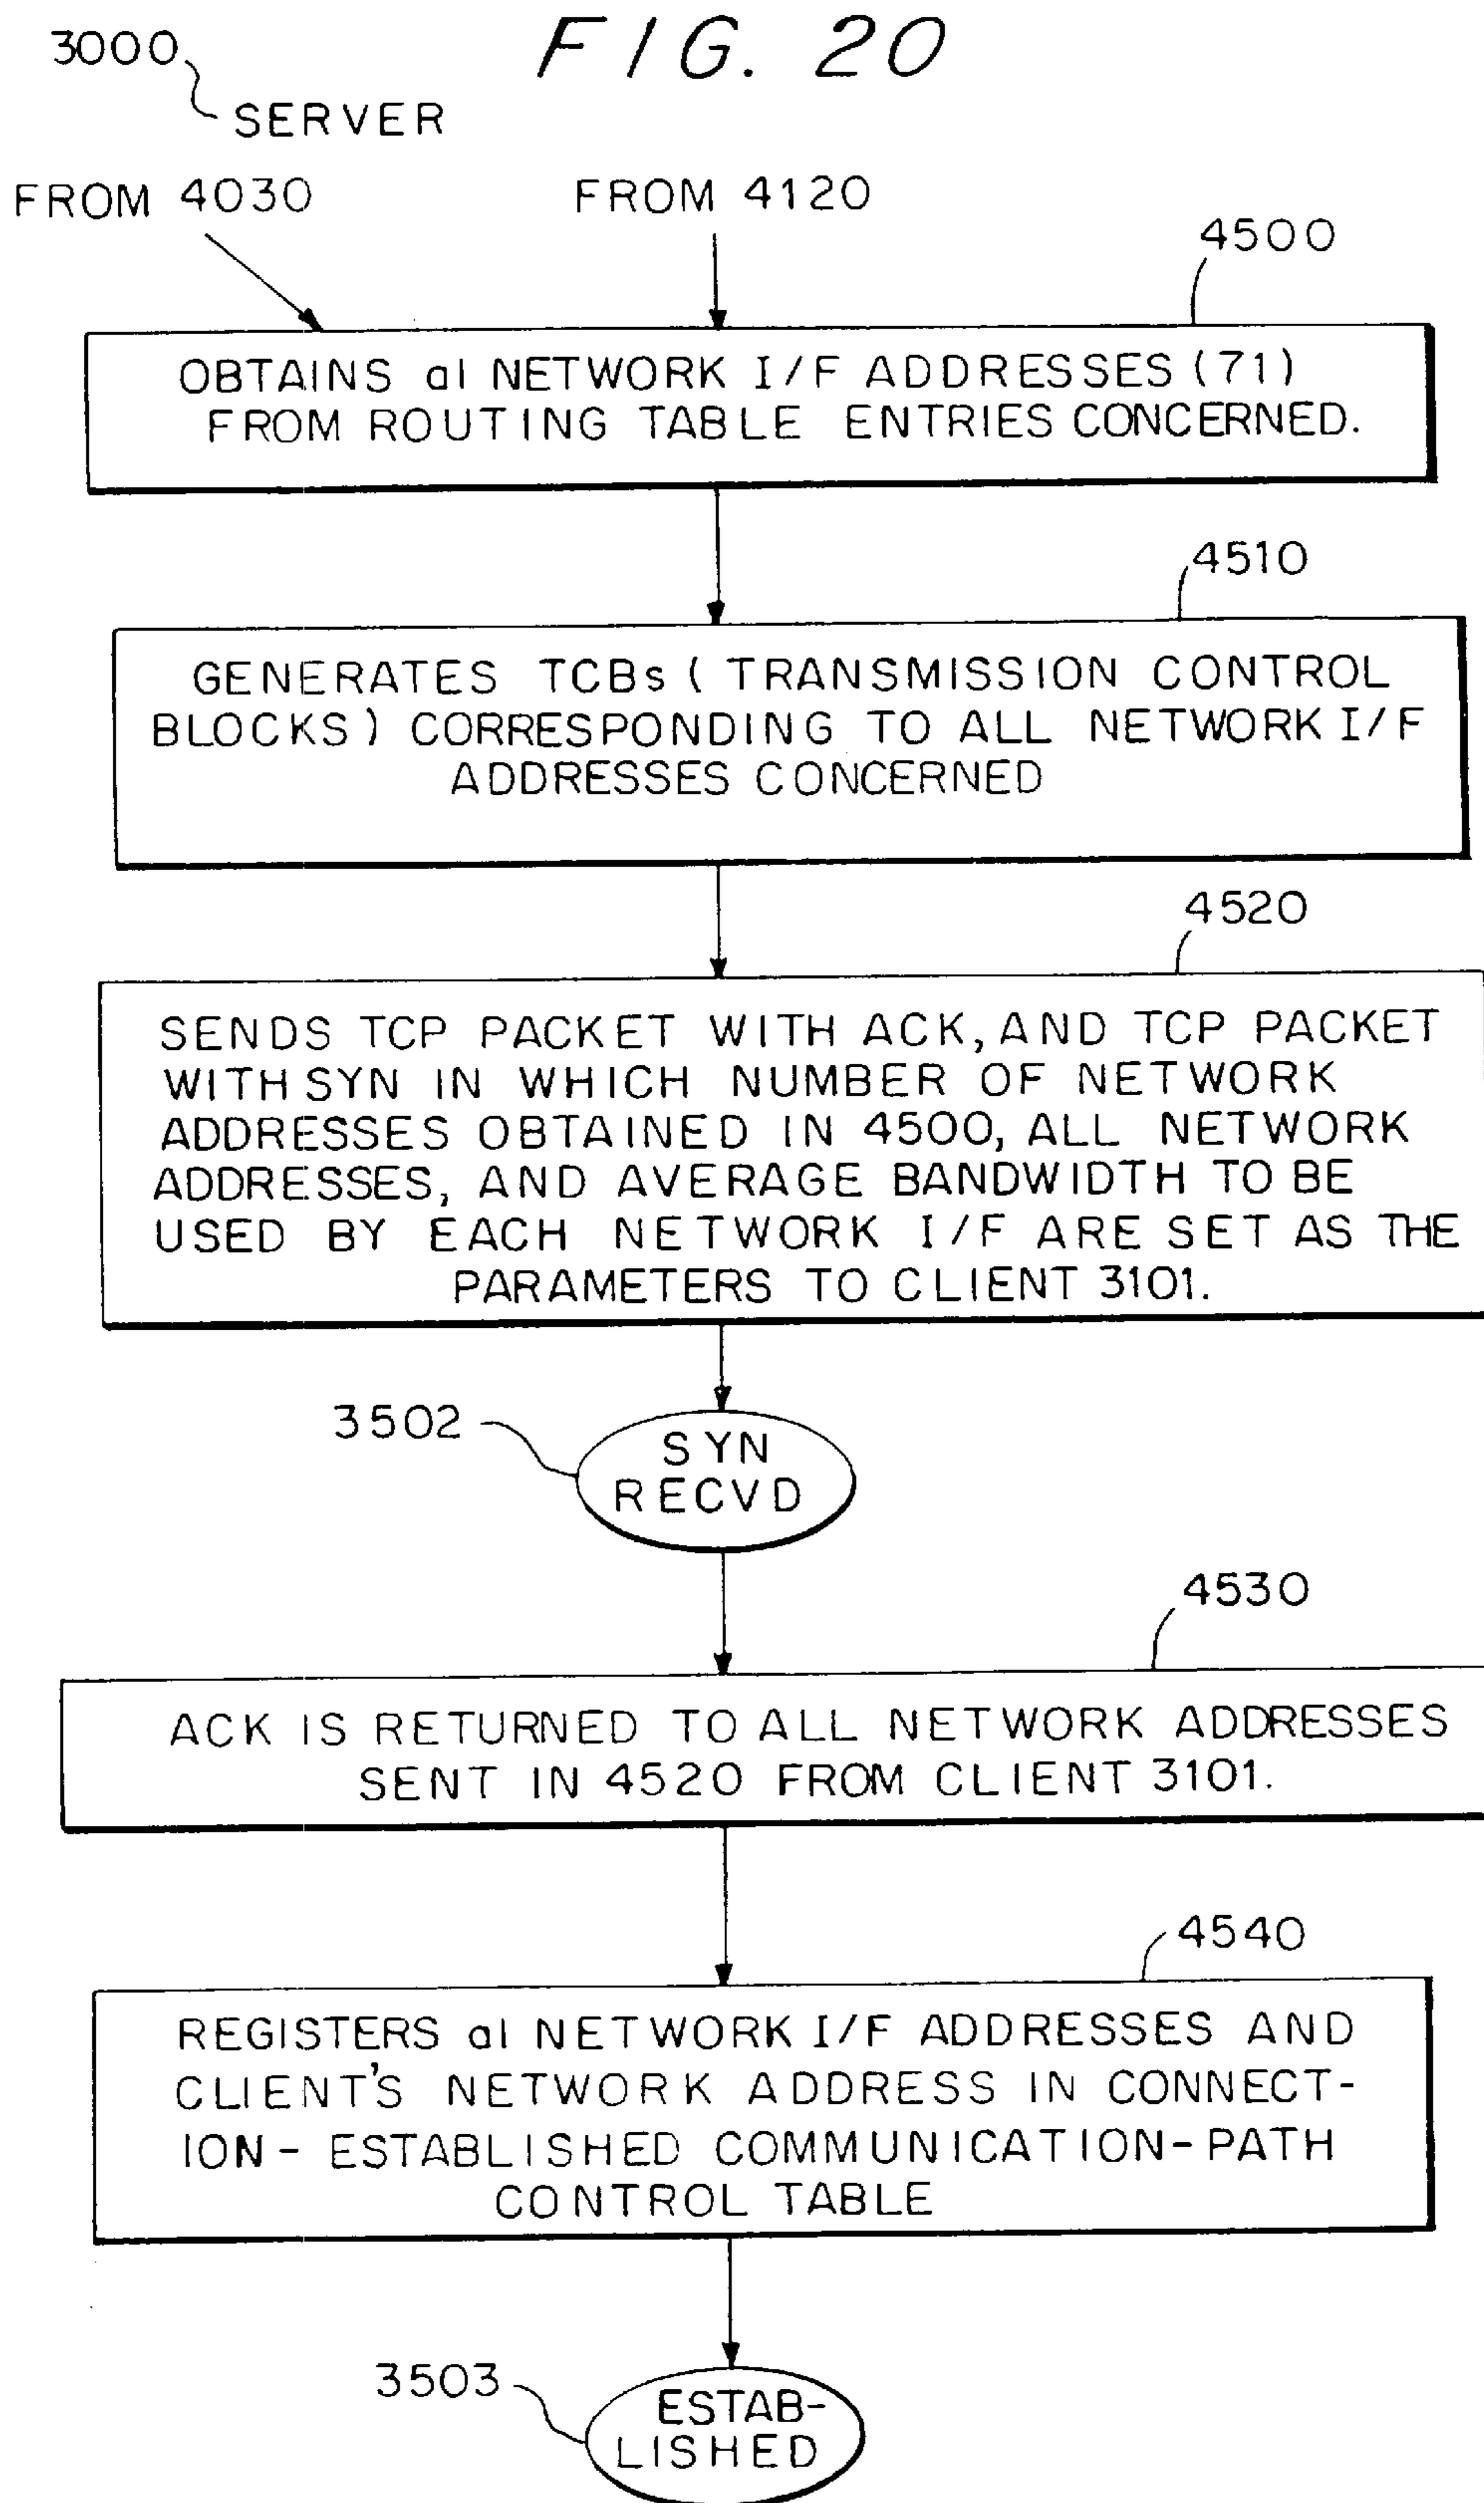 FIG. 20
3000
SERVER
FROM 4030
FROM 4120
4500
OBTAINS al NETWORK I/F ADDRESSES (71)
FROM ROUTING TABLE ENTRIES CONCERNED.
4510
GENERATES TCBs (TRANSMISSION CONTROL
BLOCKS) CORRESPONDING TO ALL NETWORK I/F
ADDRESSES CONCERNED
4520
SENDS TCP PACKET WITH ACK, AND TCP PACKET
WITH SYN IN WHICH NUMBER OF NETWORK
ADDRESSES OBTAINED IN 4500, ALL NETWORK
ADDRESSES, AND AVERAGE BANDWIDTH TO BE
USED BY EACH NETWORK I/F ARE SET AS THE
PARAMETERS TO CLIENT 3101.
3502
SYN
RECVD
4530
ACK IS RETURNED TO ALL NETWORK ADDRESSES
SENT IN 4520 FROM CLIENT 3101.
4540
REGISTERS al NETWORK I/F ADDRESSES AND
CLIENT'S NETWORK ADDRESS IN CONNECT-
ION-ESTABLISHED COMMUNICATION-PATH
CONTROL TABLE
3503
ESTAB-
LISHED